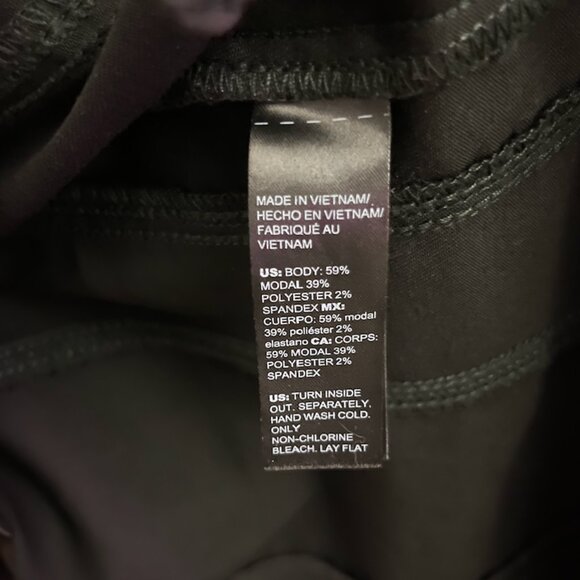 MADE IN VIETNAM/
HECHO EN VIETNAM/
FABRIQUÉ AU
VIETNAM
US: BODY: 59%
MODAL 39%
POLYESTER 2%
SPANDEX MX:
CUERPO: 59% modal
39% poliéster 2%
elastano CA: CORPS:
59% MODAL 39%
POLYESTER 2%
SPANDEX
US: TURN INSIDE
OUT. SEPARATELY,
HAND WASH COLD.
ONLY
NON-CHLORINE
BLEACH. LAY FLAT